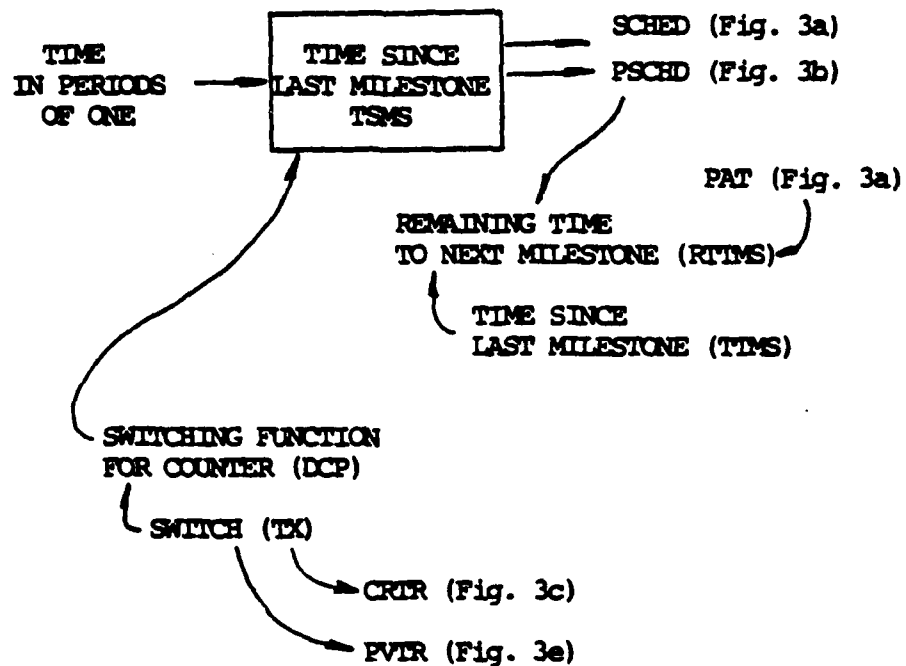 SCHED (Fig. 3a)
TIME
IN PERIODS
OF ONE
TIME SINCE
LAST MILESTONE
TSMS
PSCHD (Fig. 3b)
PAT (Fig. 3a)
REMAINING TIME
TO NEXT MILESTONE (RTTMS)
TIME SINCE
LAST MILESTONE (TTMS)
SWITCHING FUNCTION
FOR COUNTER (DCP)
SWITCH (TX)
CRTR (Fig. 3c)
PVTR (Fig. 3e)